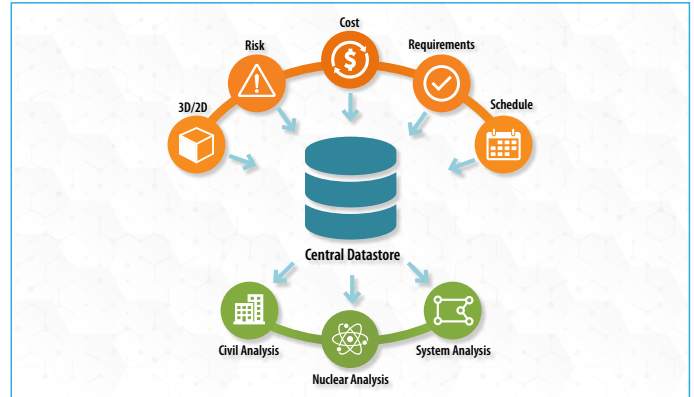 Cost
Risk
Requirements
3D/2D
Schedule
$
Central Datastore
Civil Analysis
System Analysis
Nuclear Analysis